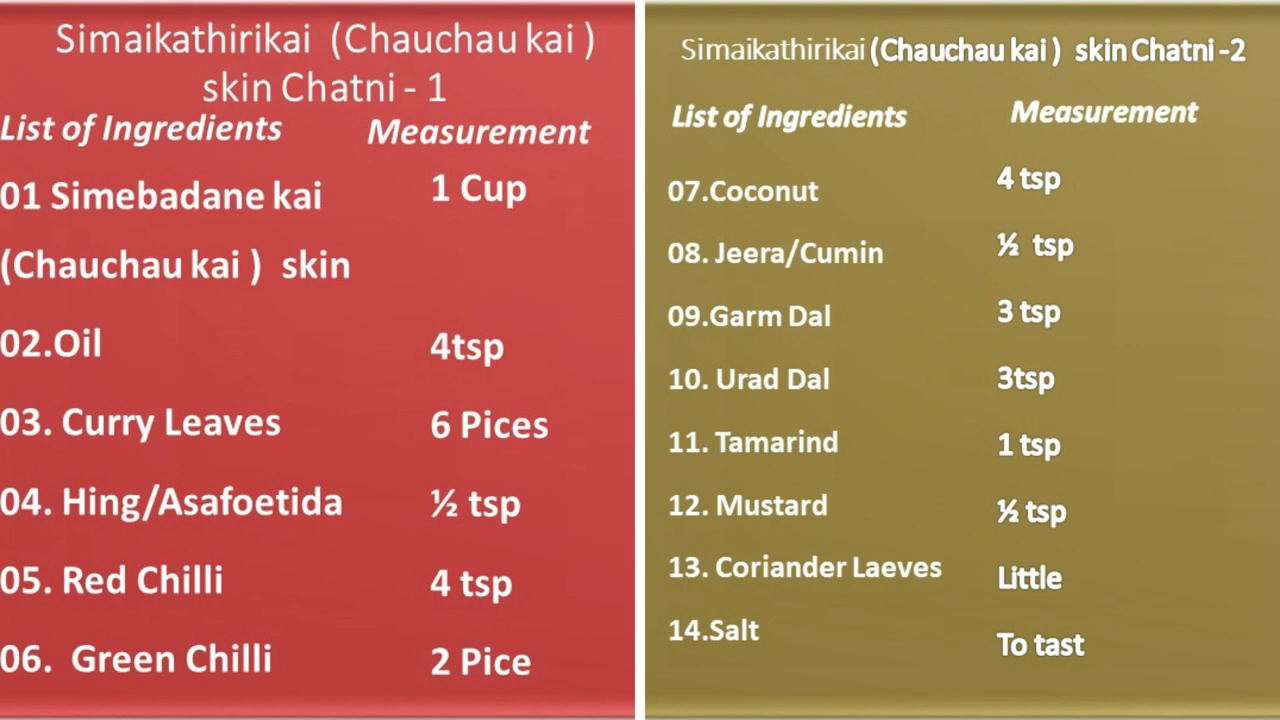 Simaikathirikai (Chauchau kai )
skin Chatni - 1
List of Ingredients Measurement
01 Simebadane kai 1 Cup
(Chauchau kai ) skin
02.Oil 4tsp
03. Curry Leaves 6 Pices
04. Hing/Asafoetida ½ tsp
05. Red Chilli 4 tsp
06. Green Chilli 2 Pice
Simaikathirikai (Chauchau kai ) skin Chatni -2
List of Ingredients Measurement
07.Coconut 4 tsp
08. Jeera/Cumin ½ tsp
09.Garm Dal 3 tsp
10. Urad Dal 3tsp
11. Tamarind 1 tsp
12. Mustard ½ tsp
13. Coriander Laeves Little
14.Salt To tast